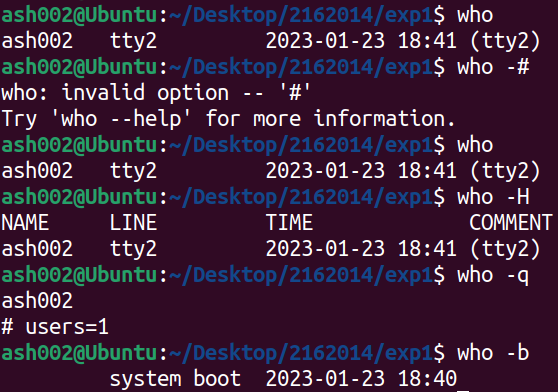 ash002@Ubuntu:~/Desktop/2162014/exp1$ who
ash002   tty2         2023-01-23 18:41 (tty2)
ash002@Ubuntu:~/Desktop/2162014/exp1$ who -#
who: invalid option -- '#'
Try 'who --help' for more information.
ash002@Ubuntu:~/Desktop/2162014/exp1$ who
ash002   tty2         2023-01-23 18:41 (tty2)
ash002@Ubuntu:~/Desktop/2162014/exp1$ who -H
NAME     LINE         TIME             COMMENT
ash002   tty2         2023-01-23 18:41 (tty2)
ash002@Ubuntu:~/Desktop/2162014/exp1$ who -q
ash002
# users=1
ash002@Ubuntu:~/Desktop/2162014/exp1$ who -b
         system boot  2023-01-23 18:40